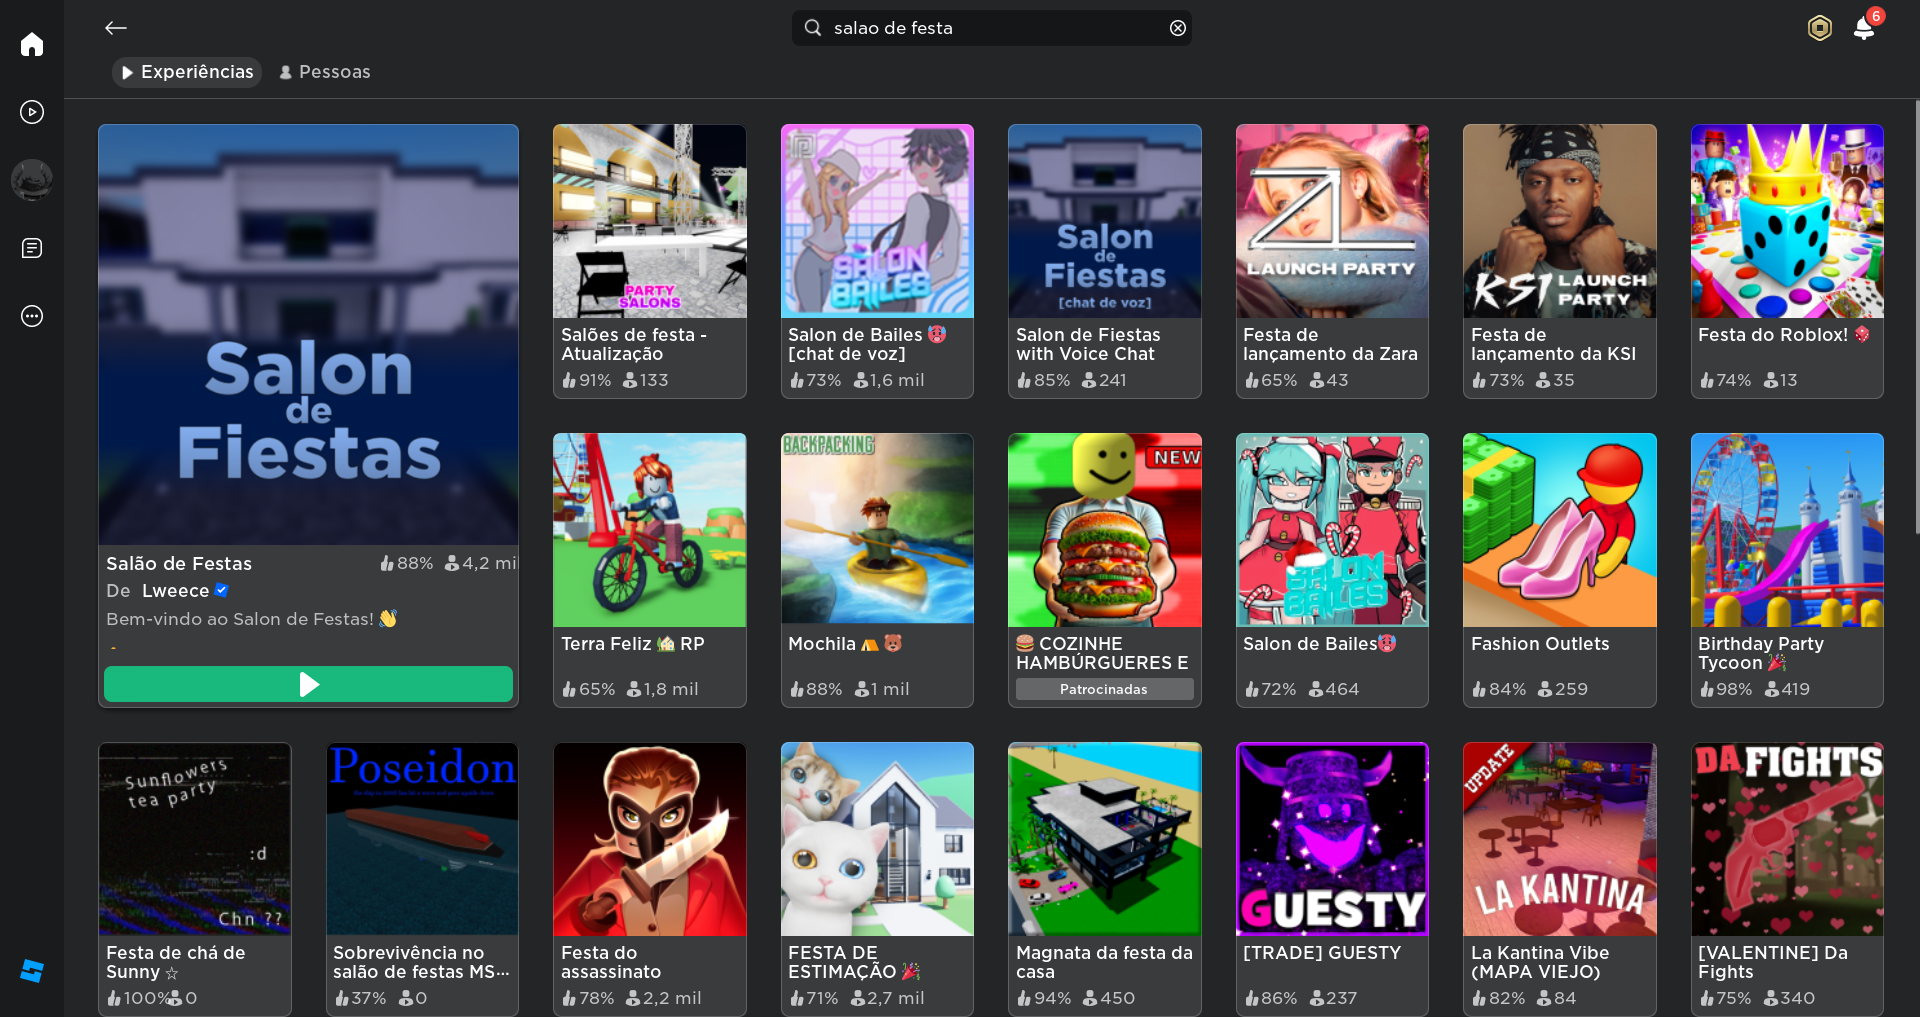 salao de festa
6
Experiências
Pessoas
Salon
de
Fiestas
Salão de Festas
88% 4,2 mil
De Lweece
Bem-vindo ao Salon de Festas! 👋
PARTY
SALONS
Salões de festa -
Atualização
91% 133
SALON
BAILES
Salon de Bailes 🥵
[chat de voz]
73% 1,6 mil
Salon
de
Fiestas
[chat de voz]
Salon de Fiestas
with Voice Chat
85% 241
ZL
LAUNCH PARTY
Festa de
lançamento da Zara
65% 43
KSI LAUNCH
PARTY
Festa de
lançamento da KSI
73% 35
Festa do Roblox! 🎲
74% 13
Terra Feliz 🏡 RP
65% 1,8 mil
BACKPACKING
Mochila ⛺ 🐻
88% 1 mil
NEW
🍔 COZINHE
HAMBÚRGUERES E
Patrocinadas
SALON
BAILES
Salon de Bailes🥵
72% 464
Fashion Outlets
84% 259
Birthday Party
Tycoon 🎉
98% 419
Sunflowers
tea party
:d
Chn ??
Festa de chá de
Sunny ☆
100% 0
Poseidon
Sobrevivência no
salão de festas MS...
37% 0
Festa do
assassinato
78% 2,2 mil
FESTA DE
ESTIMAÇÃO 🎉
71% 2,7 mil
Magnata da festa da
casa
94% 450
GUESTY
[TRADE] GUESTY
86% 237
UPDATE
LA KANTINA
La Kantina Vibe
(MAPA VIEJO)
82% 84
DA FIGHTS
[VALENTINE] Da
Fights
75% 340